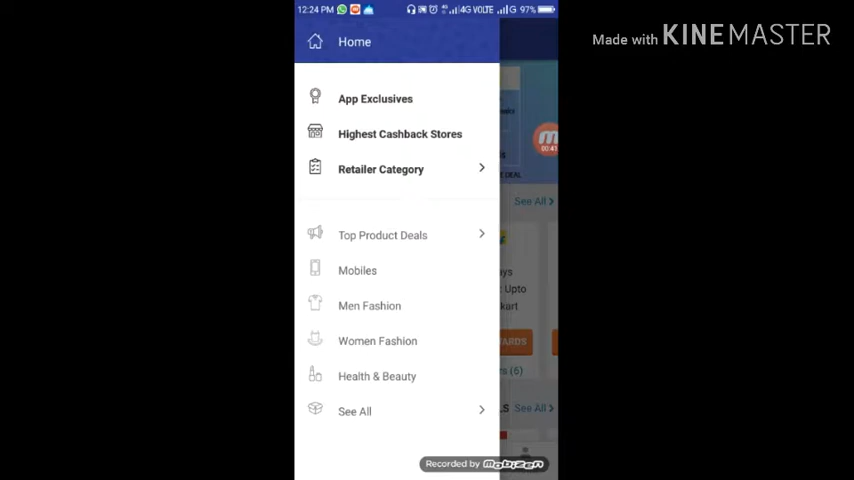 12:24 PM 4G VOLTE G 97%
Made with KINEMASTER
Home
App Exclusives
Highest Cashback Stores
00:41
Retailer Category
DEAL
See All
Top Product Deals
Mobiles
Upto
kart
Men Fashion
Women Fashion
Health & Beauty
(6)
See All
See All
Recorded by mobizen